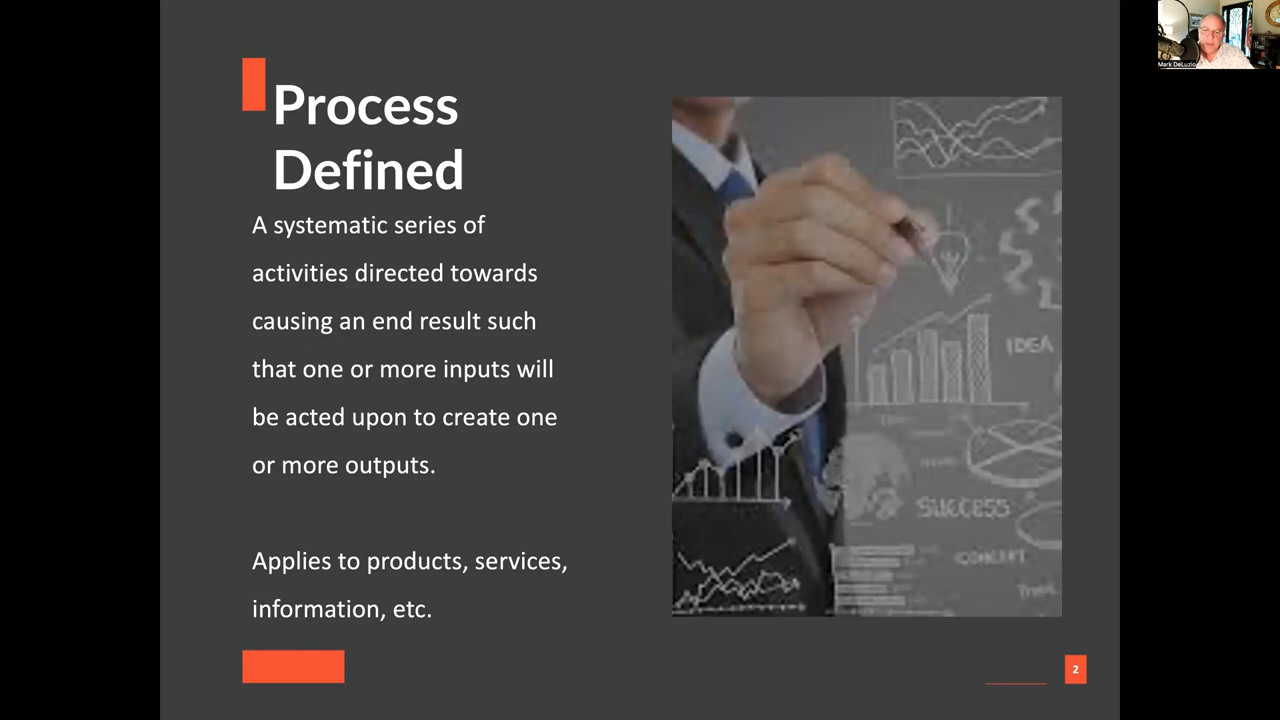 Process
Defined
A systematic series of
activities directed towards
causing an end result such
that one or more inputs will
be acted upon to create one
or more outputs.
Applies to products, services,
information, etc.
IDEA
SUCCESS
CONCEPT
2
Mark DeLuzio